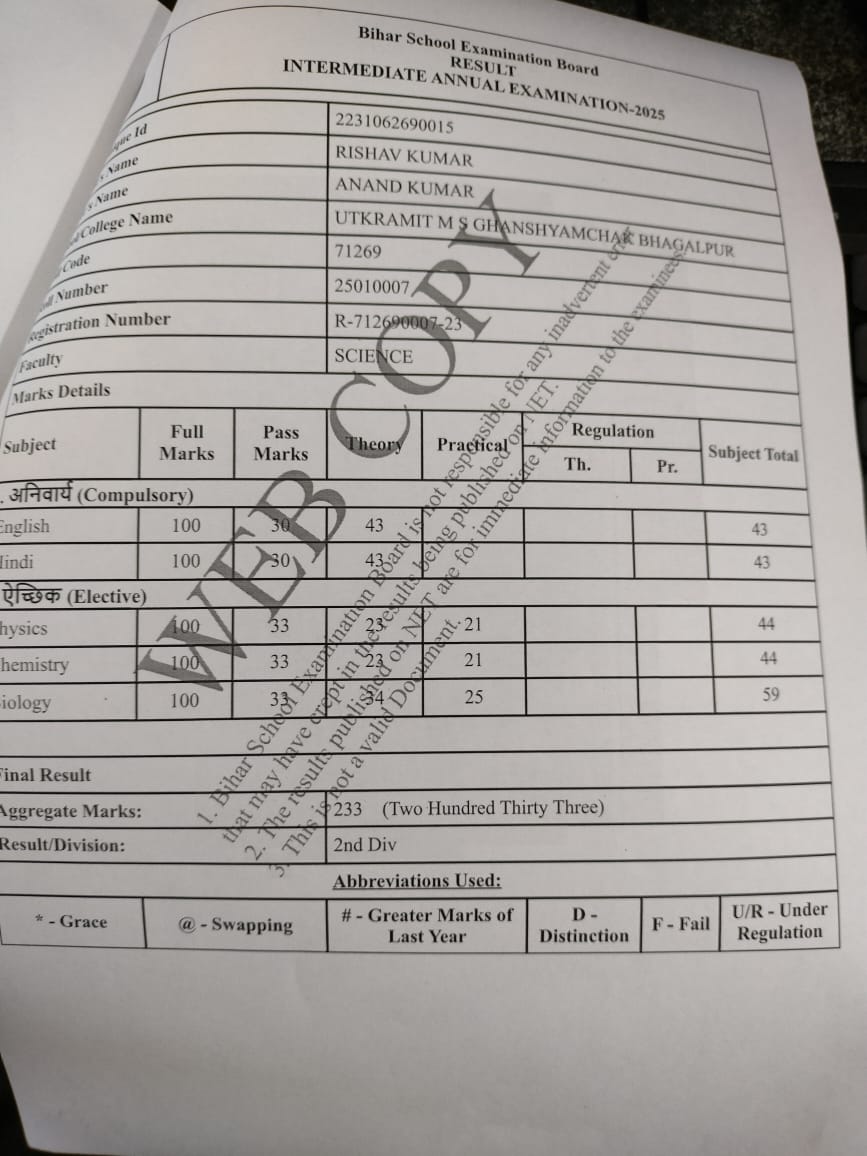 Bihar School Examination Board
RESULT
INTERMEDIATE ANNUAL EXAMINATION-2025
que Id 2231062690015
s Name RISHAV KUMAR
s Name ANAND KUMAR
College Name UTKRAMIT M S GHANSHYAMCHAK BHAGALPUR
Code 71269
Number 25010007
egistration Number R-712690007-23
Faculty SCIENCE
Marks Details
Subject Full Marks Pass Marks Theory Practical Regulation Th. Pr. Subject Total
. अनिवार्य (Compulsory)
English 100 30 43 43
Hindi 100 30 43 43
ऐच्छिक (Elective)
hysics 100 33 23 21 44
hemistry 100 33 23 21 44
iology 100 33 34 25 59
Final Result
Aggregate Marks: 233 (Two Hundred Thirty Three)
Result/Division: 2nd Div
Abbreviations Used:
* - Grace @ - Swapping # - Greater Marks of Last Year D - Distinction F - Fail U/R - Under Regulation
WEB COPY
1. Bihar School Examination Board is not responsible for any inadvertent error
that may have crept in the results being published on NET.
2. The results published on NET are for immediate information to the examinees.
3. This is not a valid Document.